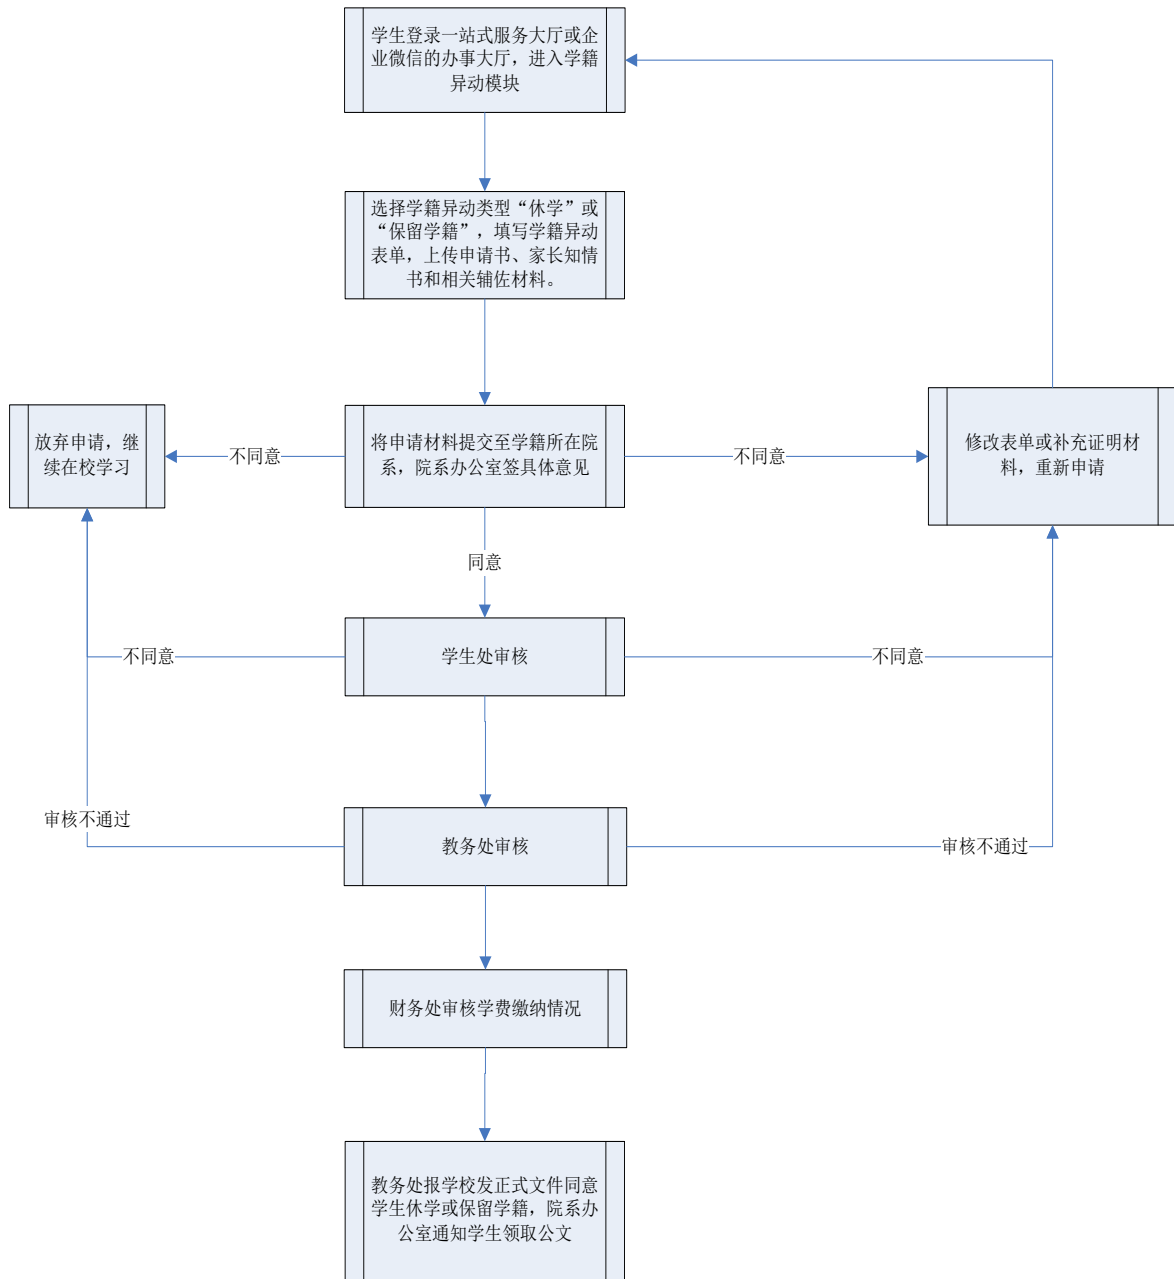 学生登录一站式服务大厅或企
业微信的办事大厅，进入学籍
异动模块
选择学籍异动类型“休学”或
“保留学籍”，填写学籍异动
表单，上传申请书、家长知情
书和相关辅佐材料。
放弃申请，继
续在校学习
不同意
将申请材料提交至学籍所在院
系，院系办公室签具体意见
不同意
修改表单或补充证明材
料，重新申请
同意
不同意
学生处审核
不同意
审核不通过
教务处审核
审核不通过
财务处审核学费缴纳情况
教务处报学校发正式文件同意
学生休学或保留学籍，院系办
公室通知学生领取公文